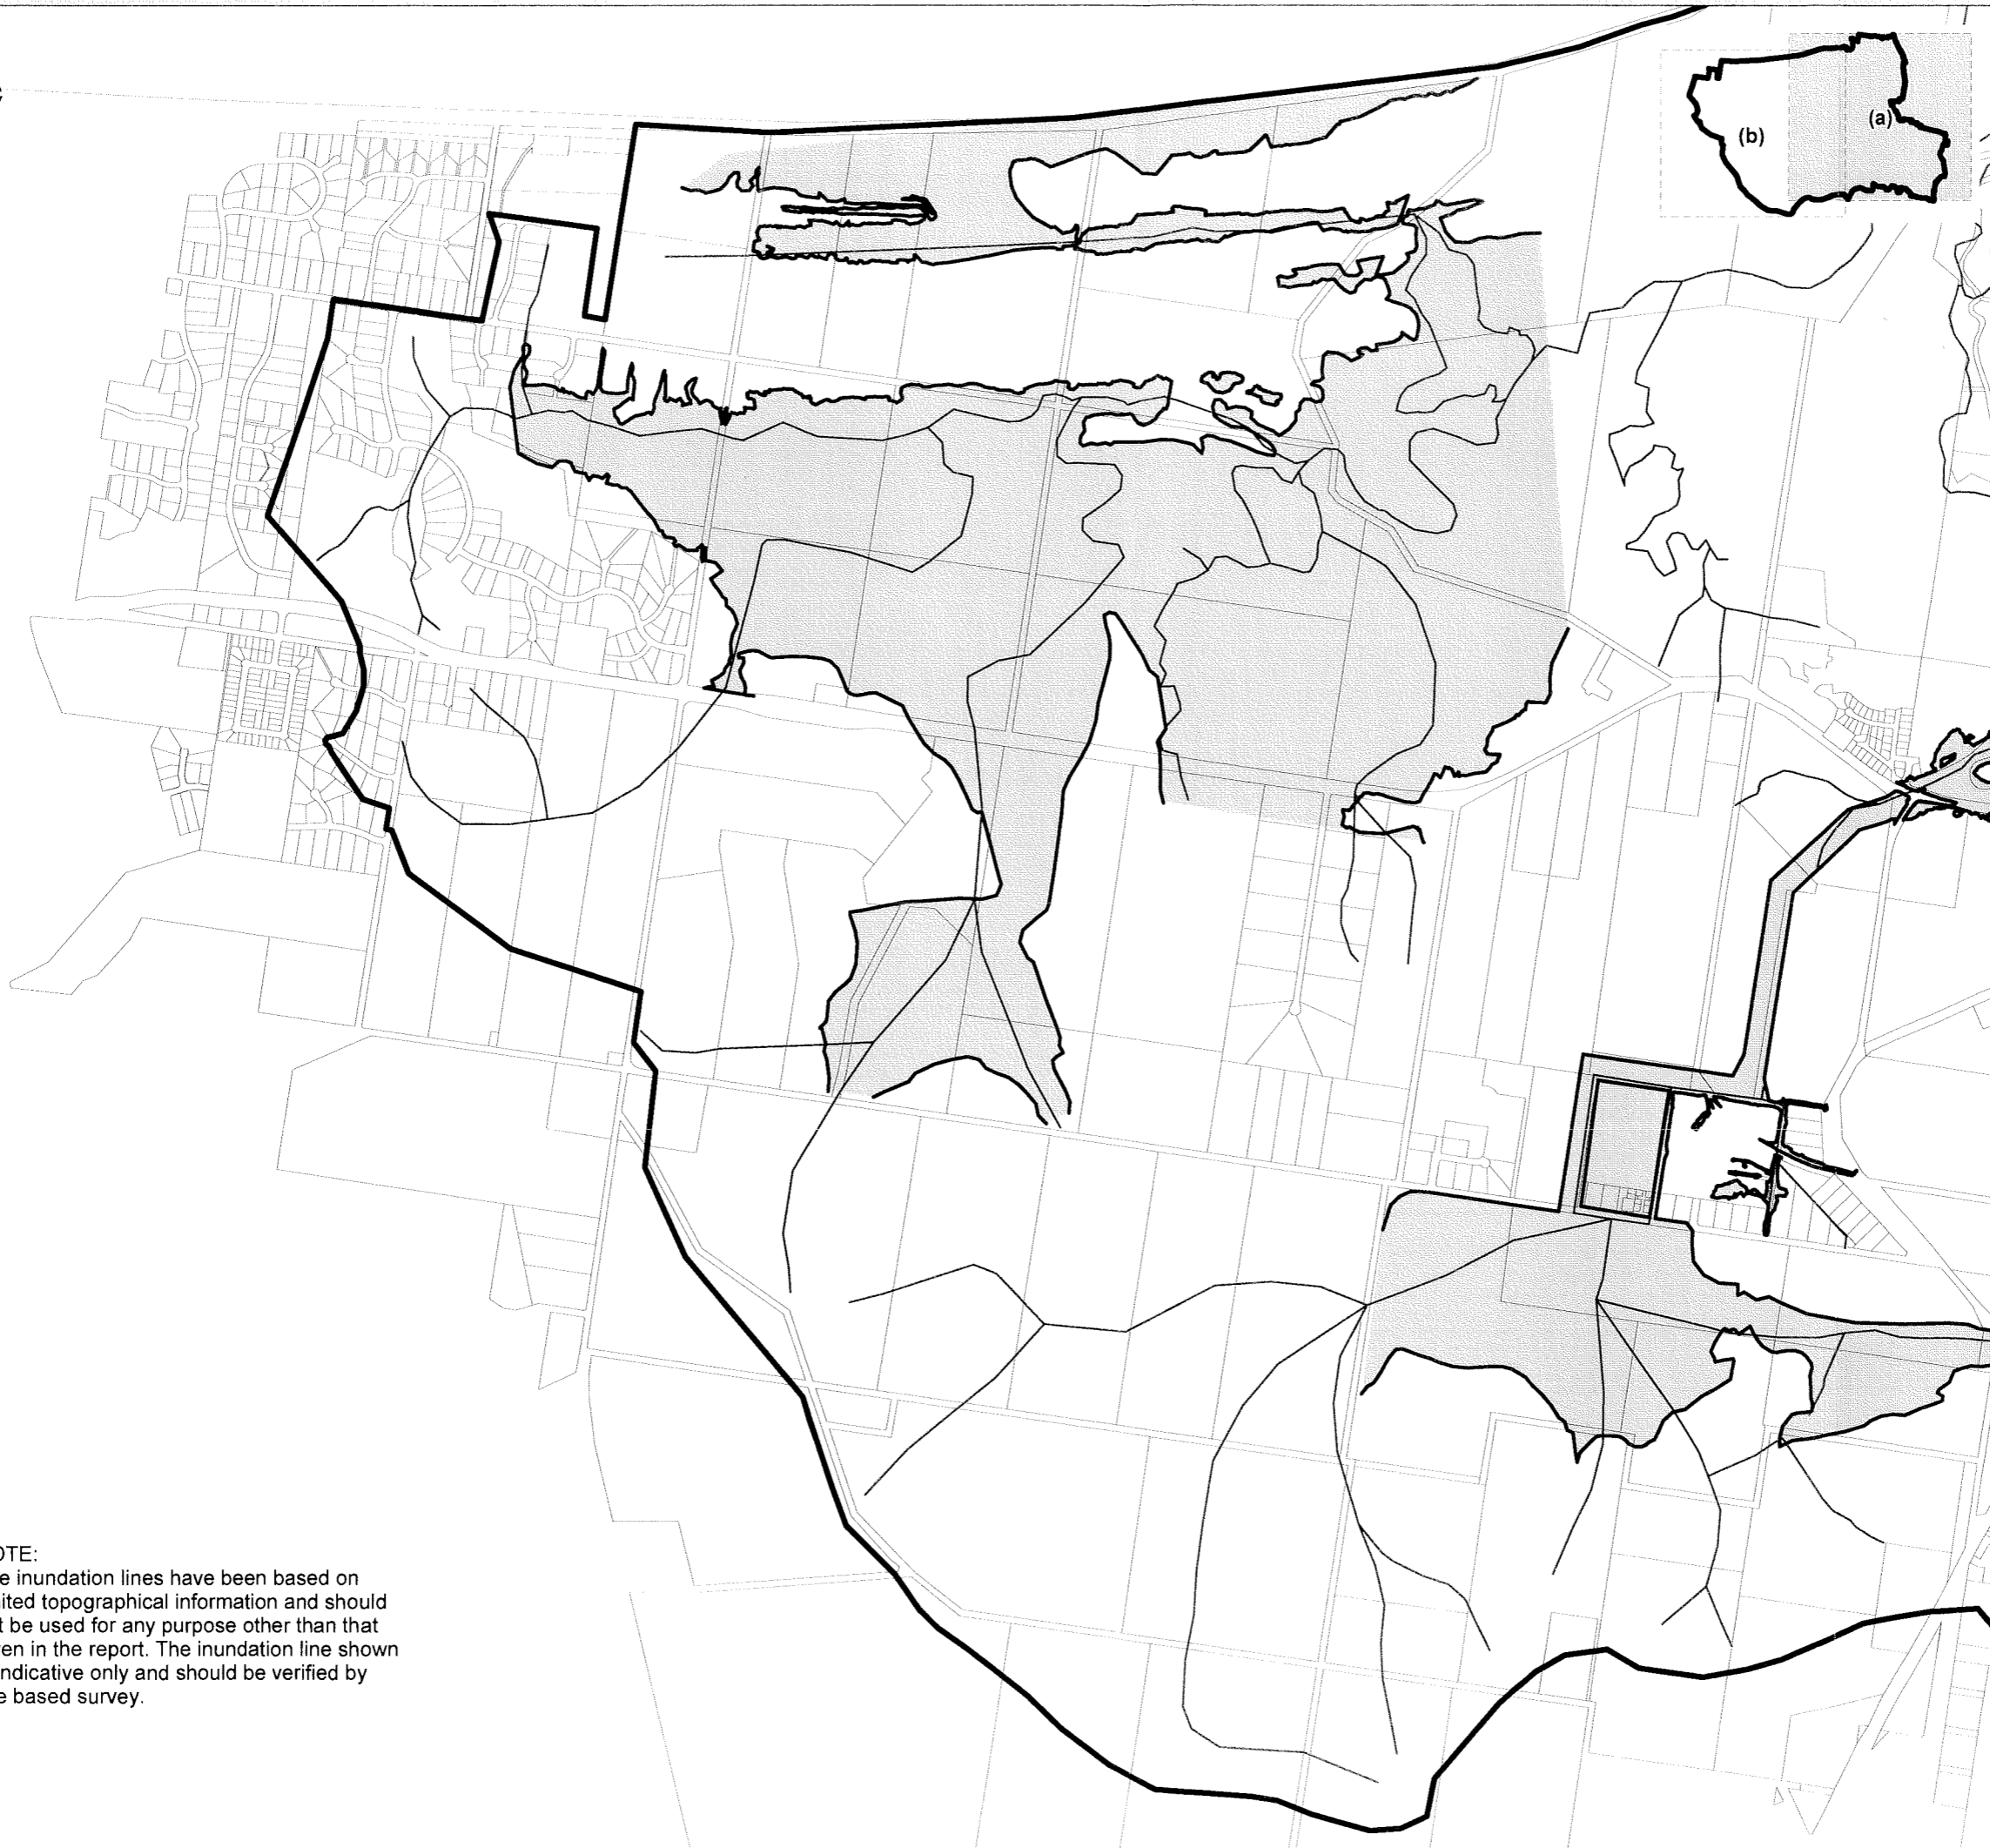 (a)
(b)
OTE:
e inundation lines have been based on
ited topographical information and should
t be used for any purpose other than that
en in the report. The inundation line shown
ndicative only and should be verified by
e based survey.